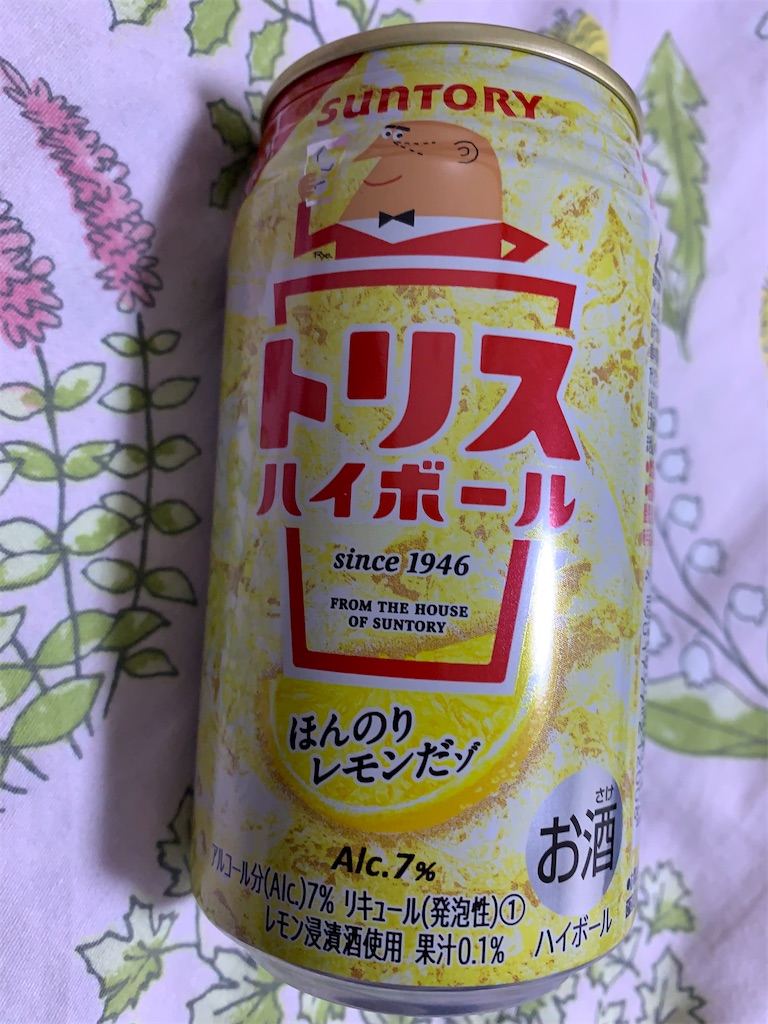 SUNTORY
Rye.
トリス
ハイボール
since 1946
FROM THE HOUSE
OF SUNTORY
ほんのり
レモンだゾ
さけ
お酒
Alc.7%
アルコール分(Alc.)7% リキュール(発泡性)①
レモン浸漬酒使用 果汁0.1%
ハイボール